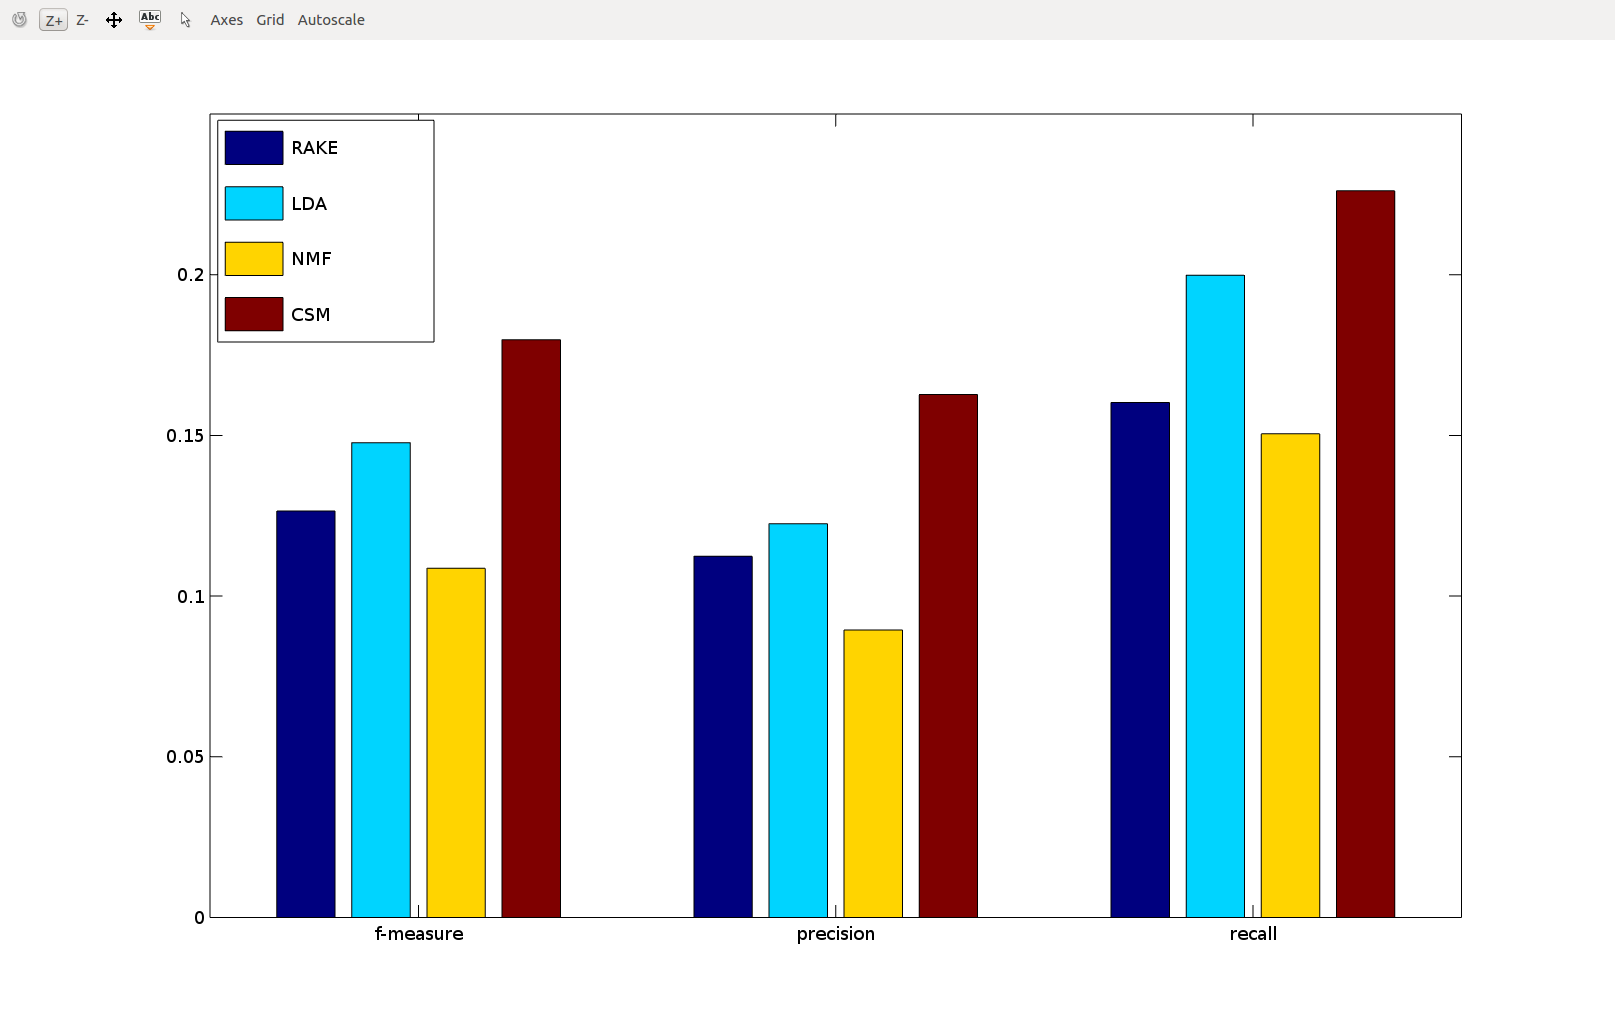 Z+ Z- Abc Axes Grid Autoscale
RAKE
LDA
NMF
CSM
0.2
0.15
0.1
0.05
0
f-measure precision recall